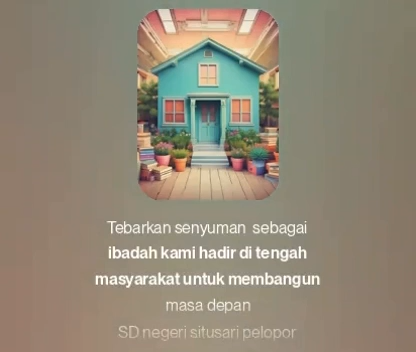 Tebarkan senyuman sebagai
ibadah kami hadir di tengah
masyarakat untuk membangun
masa depan
SD negeri situsari pelopor